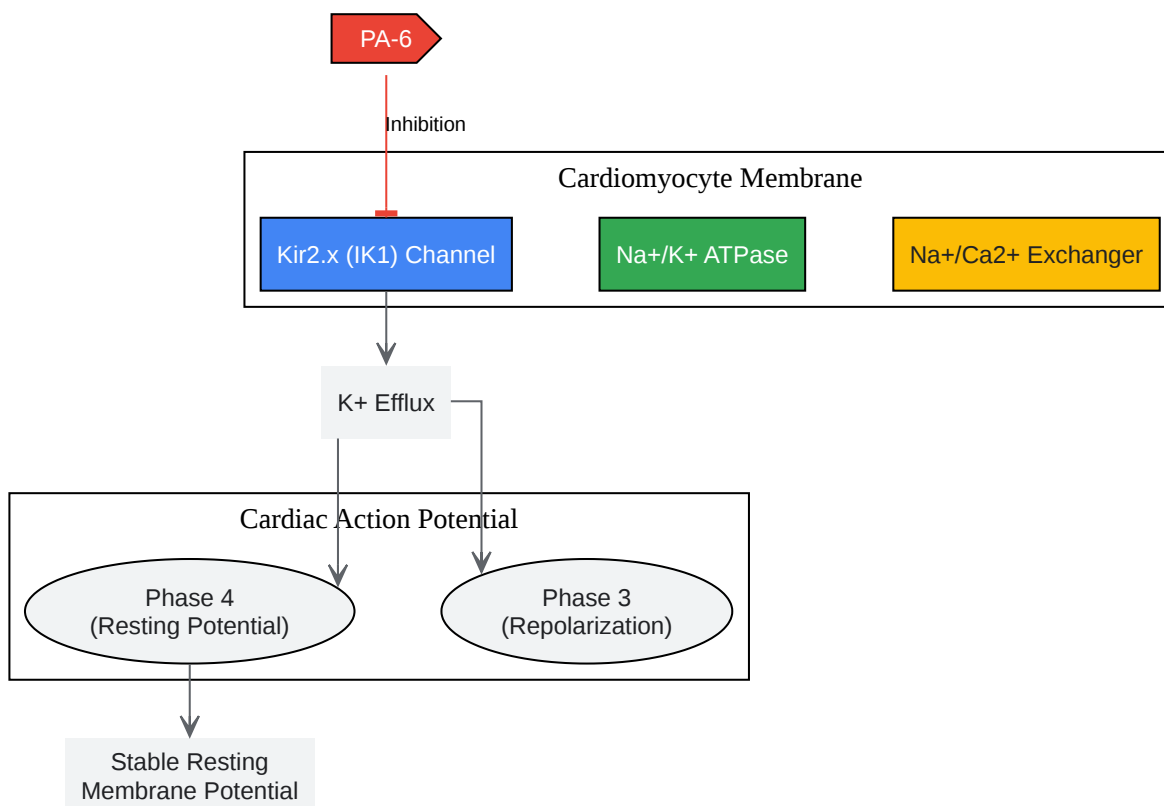 PA-6
Inhibition
Cardiomyocyte Membrane
Kir2.x (IK1) Channel
Na+/K+ ATPase
Na+/Ca2+ Exchanger
K+ Efflux
Cardiac Action Potential
Phase 4
(Resting Potential)
Phase 3
(Repolarization)
Stable Resting
Membrane Potential